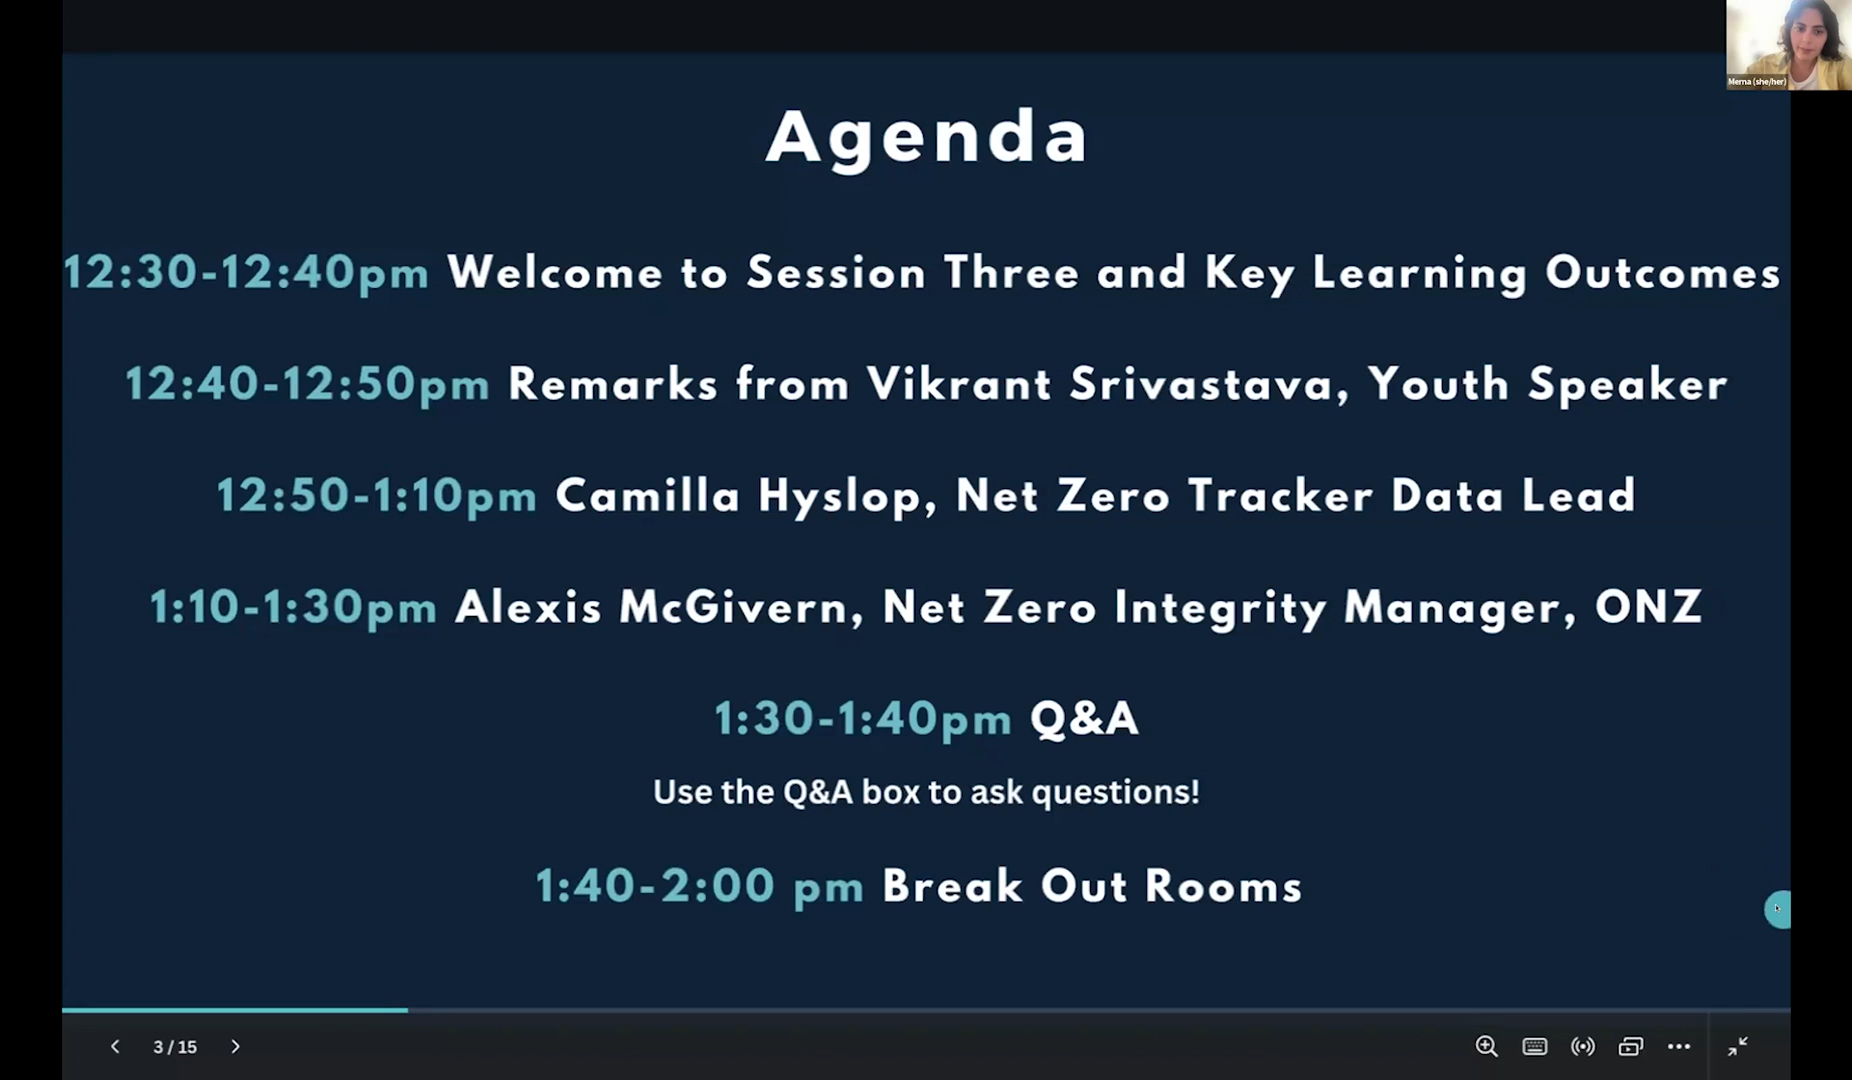 Merna (she/her)
Agenda
12:30-12:40pm Welcome to Session Three and Key Learning Outcomes
12:40-12:50pm Remarks from Vikrant Srivastava, Youth Speaker
12:50-1:10pm Camilla Hyslop, Net Zero Tracker Data Lead
1:10-1:30pm Alexis McGivern, Net Zero Integrity Manager, ONZ
1:30-1:40pm Q&A
Use the Q&A box to ask questions!
1:40-2:00 pm Break Out Rooms
3 / 15